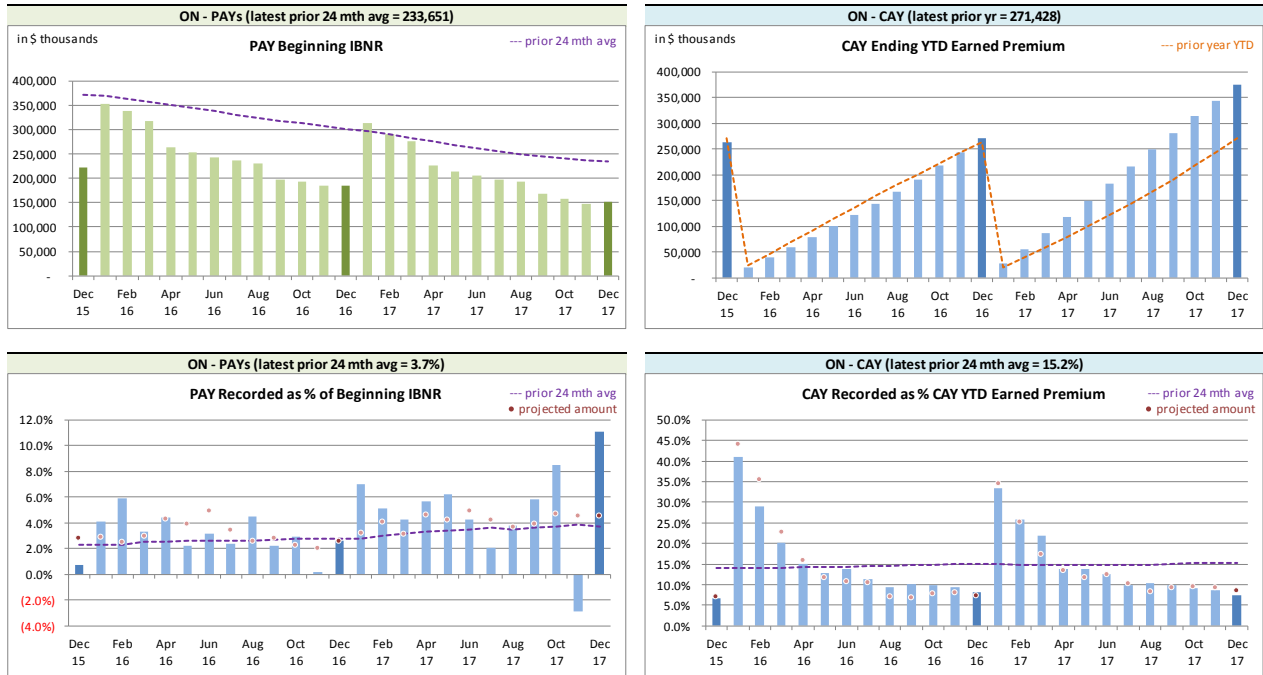 ON - PAYs (latest prior 24 mth avg = 233,651)
in $ thousands
PAY Beginning IBNR
--- prior 24 mth avg
400,000
350,000
300,000
250,000
200,000
150,000
100,000
50,000
-
Dec Feb Apr Jun Aug Oct Dec Feb Apr Jun Aug Oct Dec
15 16 16 16 16 16 16 17 17 17 17 17 17
ON - CAY (latest prior yr = 271,428)
in $ thousands
CAY Ending YTD Earned Premium
--- prior year YTD
400,000
350,000
300,000
250,000
200,000
150,000
100,000
50,000
-
Dec Feb Apr Jun Aug Oct Dec Feb Apr Jun Aug Oct Dec
15 16 16 16 16 16 16 17 17 17 17 17 17
ON - PAYs (latest prior 24 mth avg = 3.7%)
PAY Recorded as % of Beginning IBNR
--- prior 24 mth avg
• projected amount
12.0%
10.0%
8.0%
6.0%
4.0%
2.0%
0.0%
(2.0%)
(4.0%)
Dec Feb Apr Jun Aug Oct Dec Feb Apr Jun Aug Oct Dec
15 16 16 16 16 16 16 17 17 17 17 17 17
ON - CAY (latest prior 24 mth avg = 15.2%)
CAY Recorded as % CAY YTD Earned Premium
--- prior 24 mth avg
• projected amount
50.0%
45.0%
40.0%
35.0%
30.0%
25.0%
20.0%
15.0%
10.0%
5.0%
0.0%
Dec Feb Apr Jun Aug Oct Dec Feb Apr Jun Aug Oct Dec
15 16 16 16 16 16 16 17 17 17 17 17 17